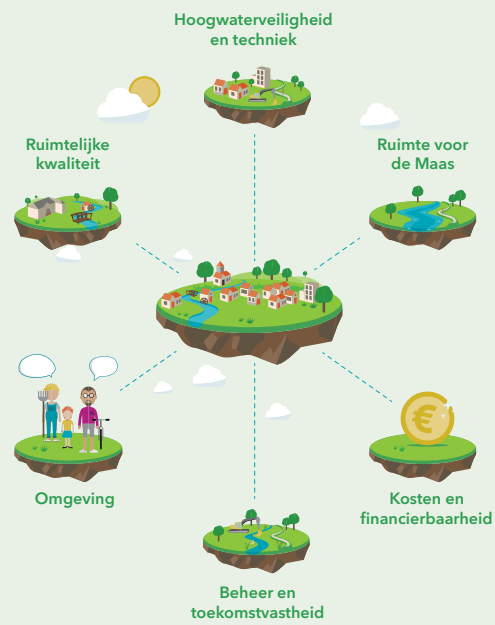 Hoogwaterveiligheid
en techniek
Ruimtelijke
kwaliteit
Ruimte voor
de Maas
€
Omgeving
Kosten en
financierbaarheid
Beheer en
toekomstvastheid